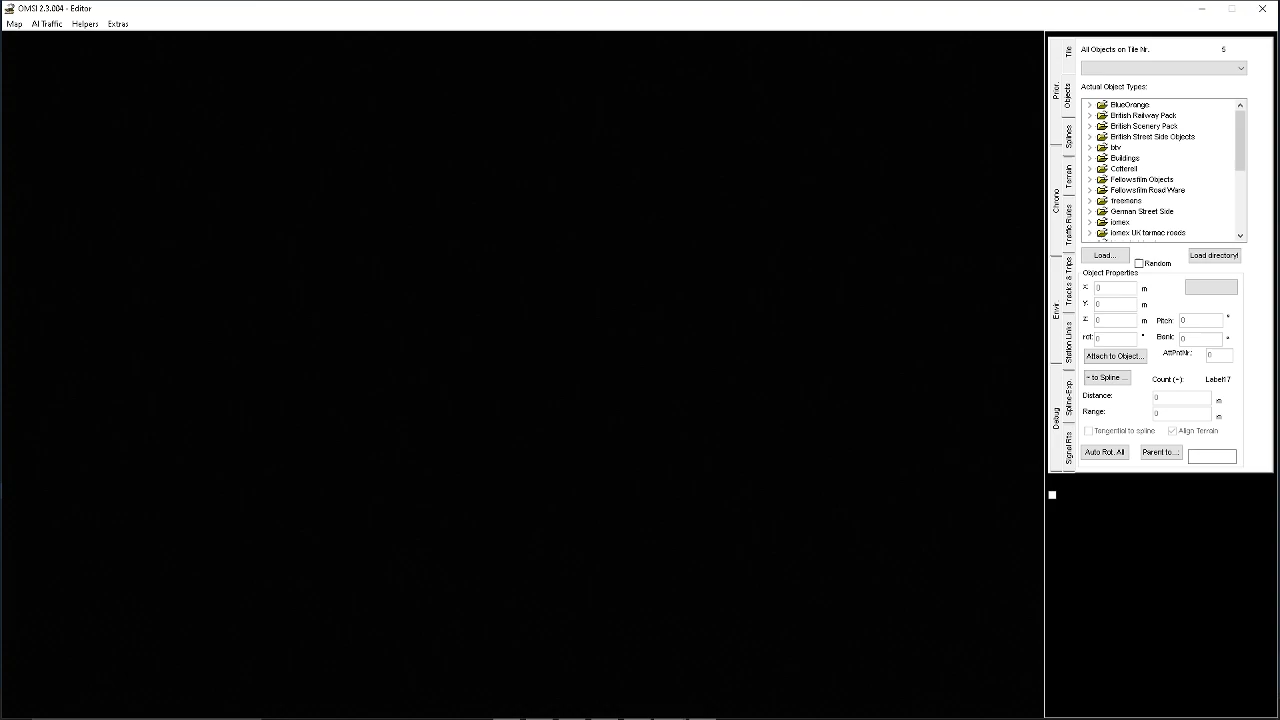 OMSI 2.3.004 - Editor
Map AI Traffic Helpers Extras
All Objects on Tile Nr. 5
Actual Object Types:
BlueOrange
British Railway Pack
British Scenery Pack
British Street Side Objects
btv
Buildings
Cotterell
Fellowsfilm Objects
Fellowsfilm Road Ware
freemans
German Street Side
iomex
iomex UK tarmac roads
Load... Random Load directory!
Object Properties
X: 0 m
Y: 0 m
Z: 0 m Pitch: 0 °
rot: 0 ° Bank: 0 °
Attach to Object... AttPntNr.: 0
~ to Spline ... Count (+): Label17
Distance: 0 m
Range: 0 m
Tangential to spline Align Terrain
Auto Rot. All Parent to...:
Prior.
Chrono
Envir.
Debug
Tile
Objects
Splines
Terrain
Traffic Rules
Tracks & Trips
Station Links
Spline-Exp.
Signal Rts